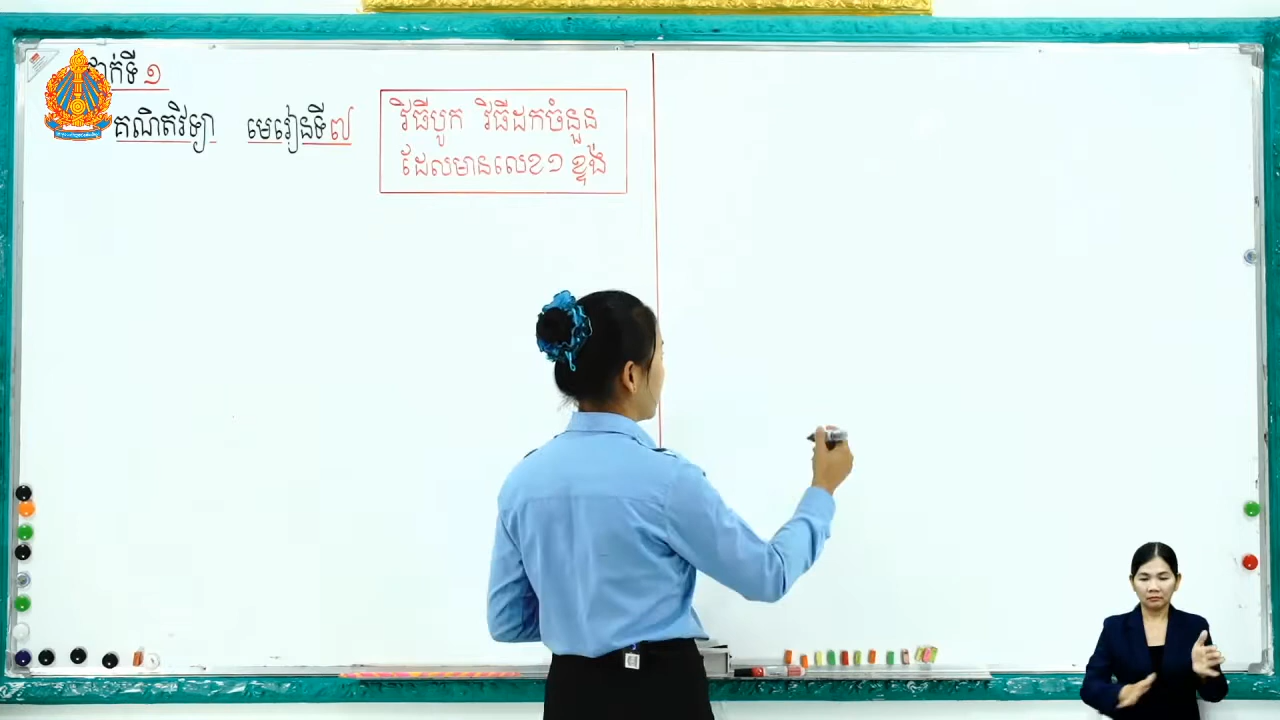 ថ្នាក់ទី ១
គណិតវិទ្យា មេរៀនទី៧
វិធីបូក វិធីដកចំនួន
ដែលមានលេខ១ ខ្ទង់